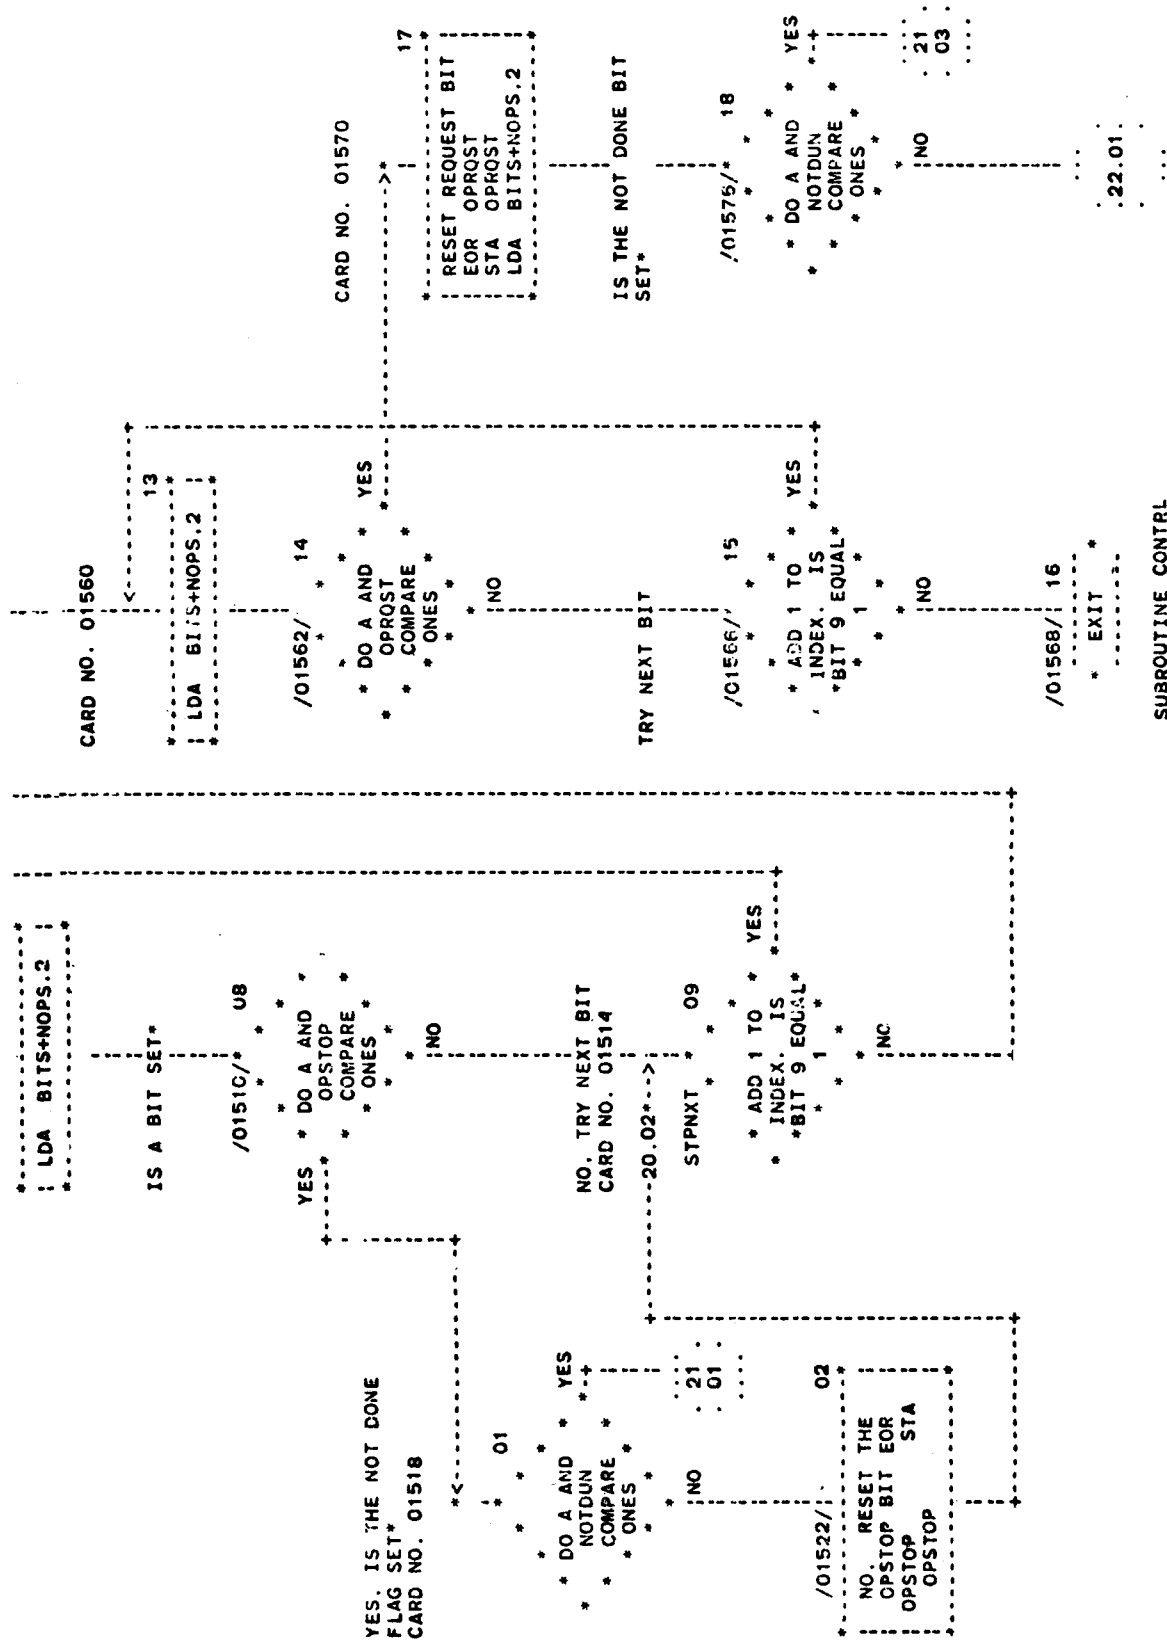 YES. IS THE NOT DONE
FLAG SET*
CARD NO. 01518
01
DO A AND
NOTDUN
COMPARE
ONES
YES
21
01
NO
/01522/
02
NO. RESET THE
OPSTOP BIT EOR
OPSTOP STA
OPSTOP
LDA BITS+NOPS.2
IS A BIT SET*
/01510/
08
DO A AND
OPSTOP
COMPARE
ONES
YES
NO
NO. TRY NEXT BIT
CARD NO. 01514
20.02*-->
STPNXT
09
ADD 1 TO
INDEX. IS
*BIT 9 EQUAL*
1
YES
NO
CARD NO. 01560
13
LDA BITS+NOPS.2
/01562/
14
DO A AND
OPRQST
COMPARE
ONES
YES
NO
TRY NEXT BIT
/01566/
15
ADD 1 TO
INDEX. IS
*BIT 9 EQUAL*
1
YES
NO
/01568/
16
* EXIT *
CARD NO. 01570
17
RESET REQUEST BIT
EOR OPRQST
STA OPRQST
LDA BITS+NOPS.2
IS THE NOT DONE BIT
SET*
/01576/
18
DO A AND
NOTDUN
COMPARE
ONES
YES
21
03
NO
.22.01.
SUBROUTINE CONTRL